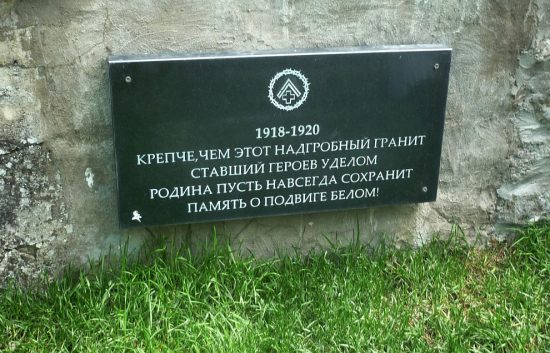 1918-1920
КРЕПЧЕ,ЧЕМ ЭТОТ НАДГРОБНЫЙ ГРАНИТ
СТАВШИЙ ГЕРОЕВ УДЕЛОМ
РОДИНА ПУСТЬ НАВСЕГДА СОХРАНИТ
ПАМЯТЬ О ПОДВИГЕ БЕЛОМ!